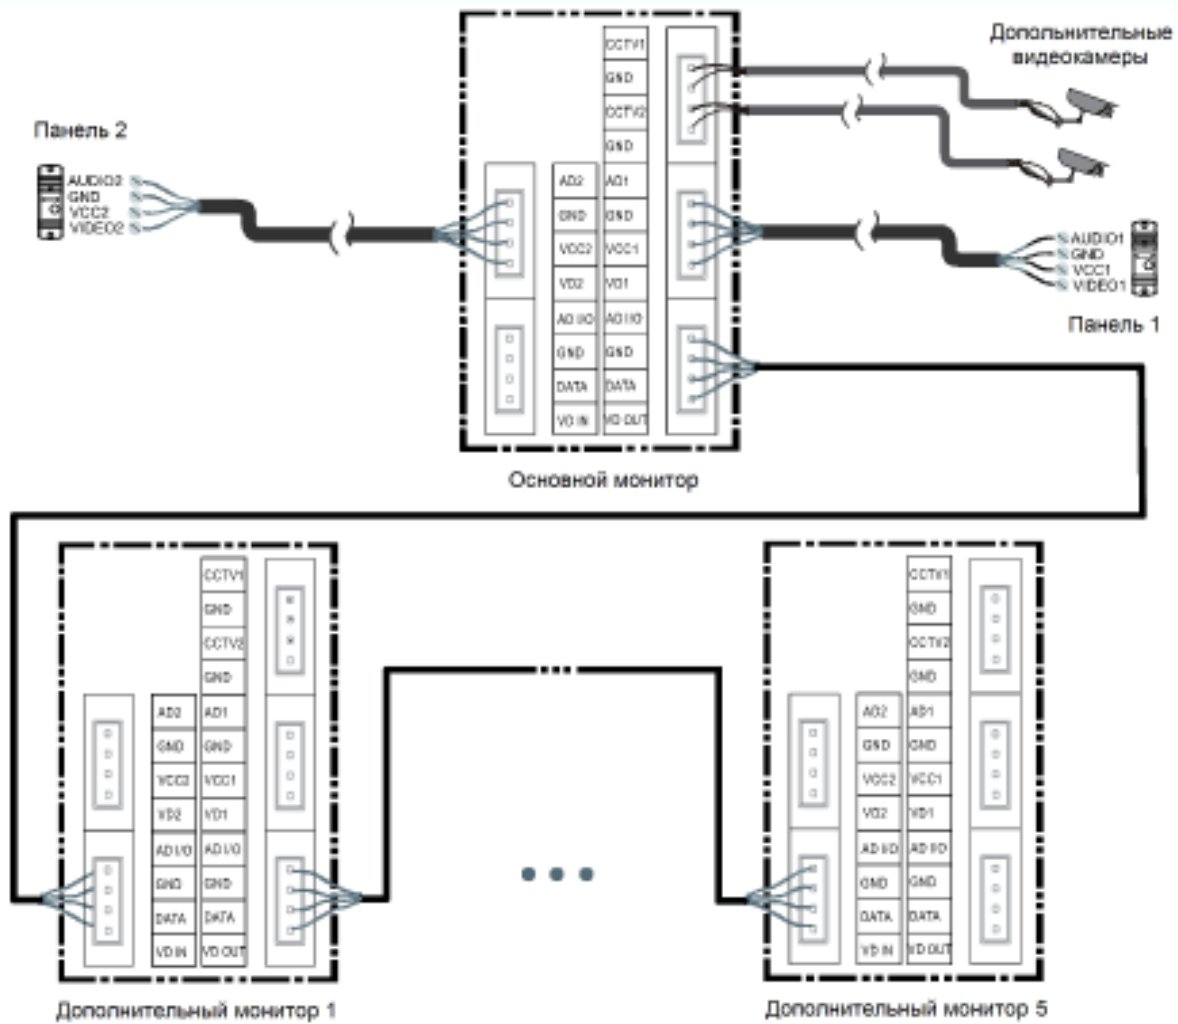 Допольнительные
видеокамеры
Панель 2
AUDIO2
GND
VCC2
VIDEO2
CCTV1
GND
CCTV2
GND
AD2 AD1
GND GND
VCC2 VCC1
VD2 VD1
AD I/O AD I/O
GND GND
DATA DATA
VD IN VD OUT
AUDIO1
GND
VCC1
VIDEO1
Панель 1
Основной монитор
CCTV1
GND
CCTV2
GND
AD2 AD1
GND GND
VCC2 VCC1
VD2 VD1
AD I/O AD I/O
GND GND
DATA DATA
VD IN VD OUT
Дополнительный монитор 1
CCTV1
GND
CCTV2
GND
AD2 AD1
GND GND
VCC2 VCC1
VD2 VD1
AD I/O AD I/O
GND GND
DATA DATA
VD IN VD OUT
Дополнительный монитор 5